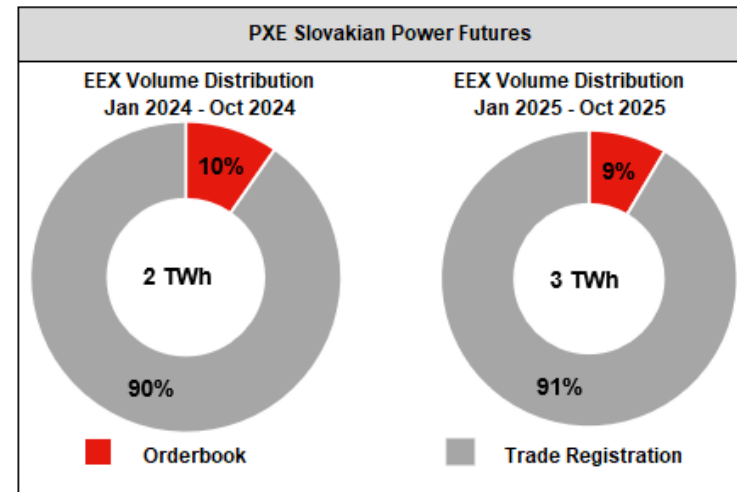 PXE Slovakian Power Futures
EEX Volume Distribution
Jan 2024 - Oct 2024
10%
2 TWh
90%
EEX Volume Distribution
Jan 2025 - Oct 2025
9%
3 TWh
91%
Orderbook
Trade Registration